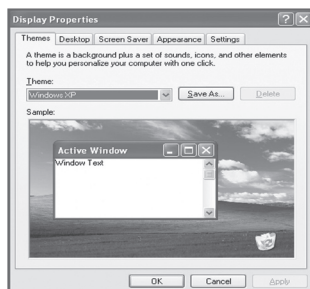 Display Properties
Themes Desktop Screen Saver Appearance Settings
A theme is a background plus a set of sounds, icons, and other elements
to help you personalize your computer with one click.
Theme:
Windows XP Save As... Delete
Sample:
Active Window
Window Text
OK Cancel Apply